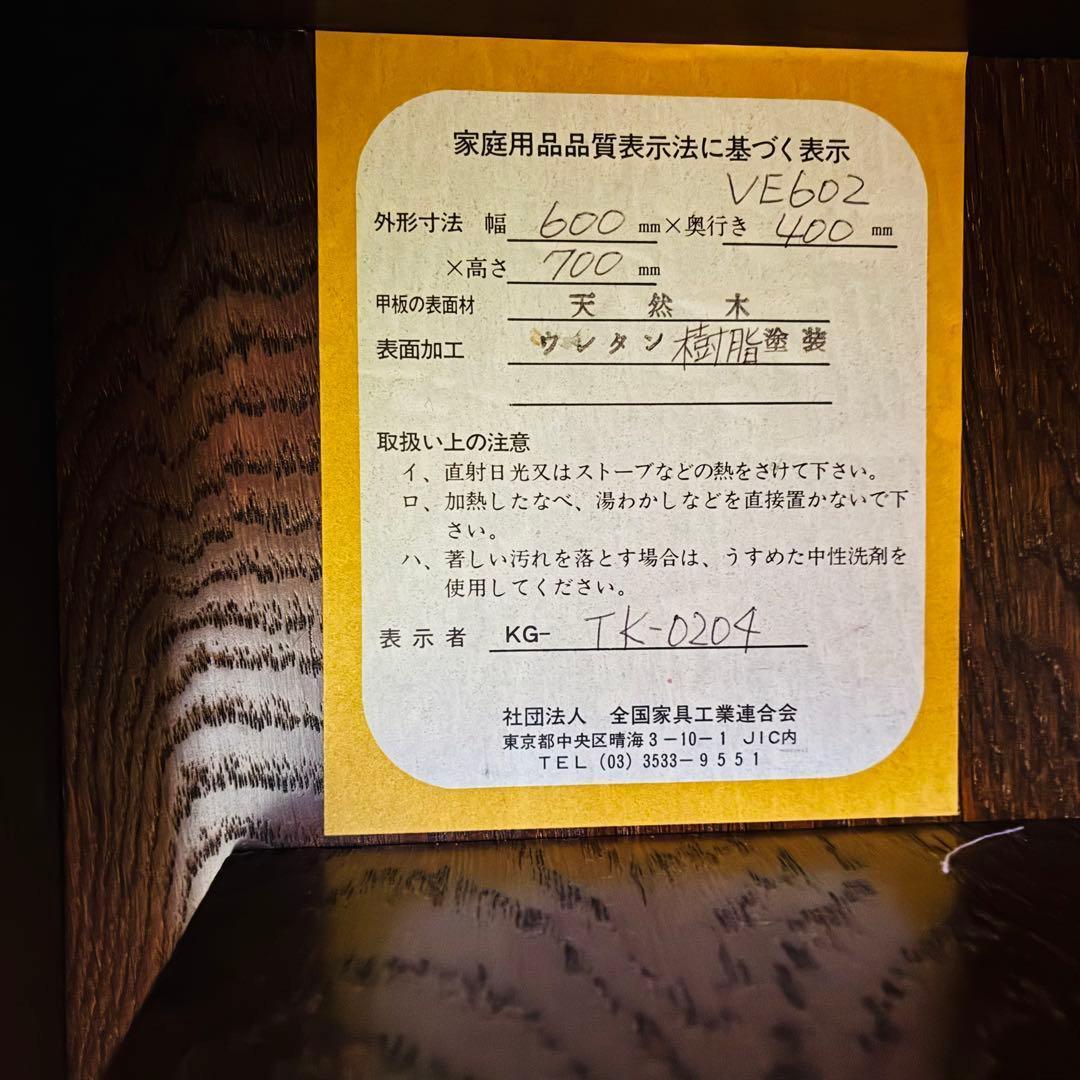 家庭用品品質表示法に基づく表示
VE602
外形寸法 幅 600 mm×奥行き 400 mm
×高さ 700 mm
甲板の表面材 天然木
表面加工 ウレタン樹脂塗装
取扱い上の注意
イ、直射日光又はストーブなどの熱をさけて下さい。
ロ、加熱したなべ、湯わかしなどを直接置かないで下
さい。
ハ、著しい汚れを落とす場合は、うすめた中性洗剤を
使用してください。
表示者 KG- TK-0204
社団法人 全国家具工業連合会
東京都中央区晴海3-10-1 JIC内
TEL (03) 3533-9551